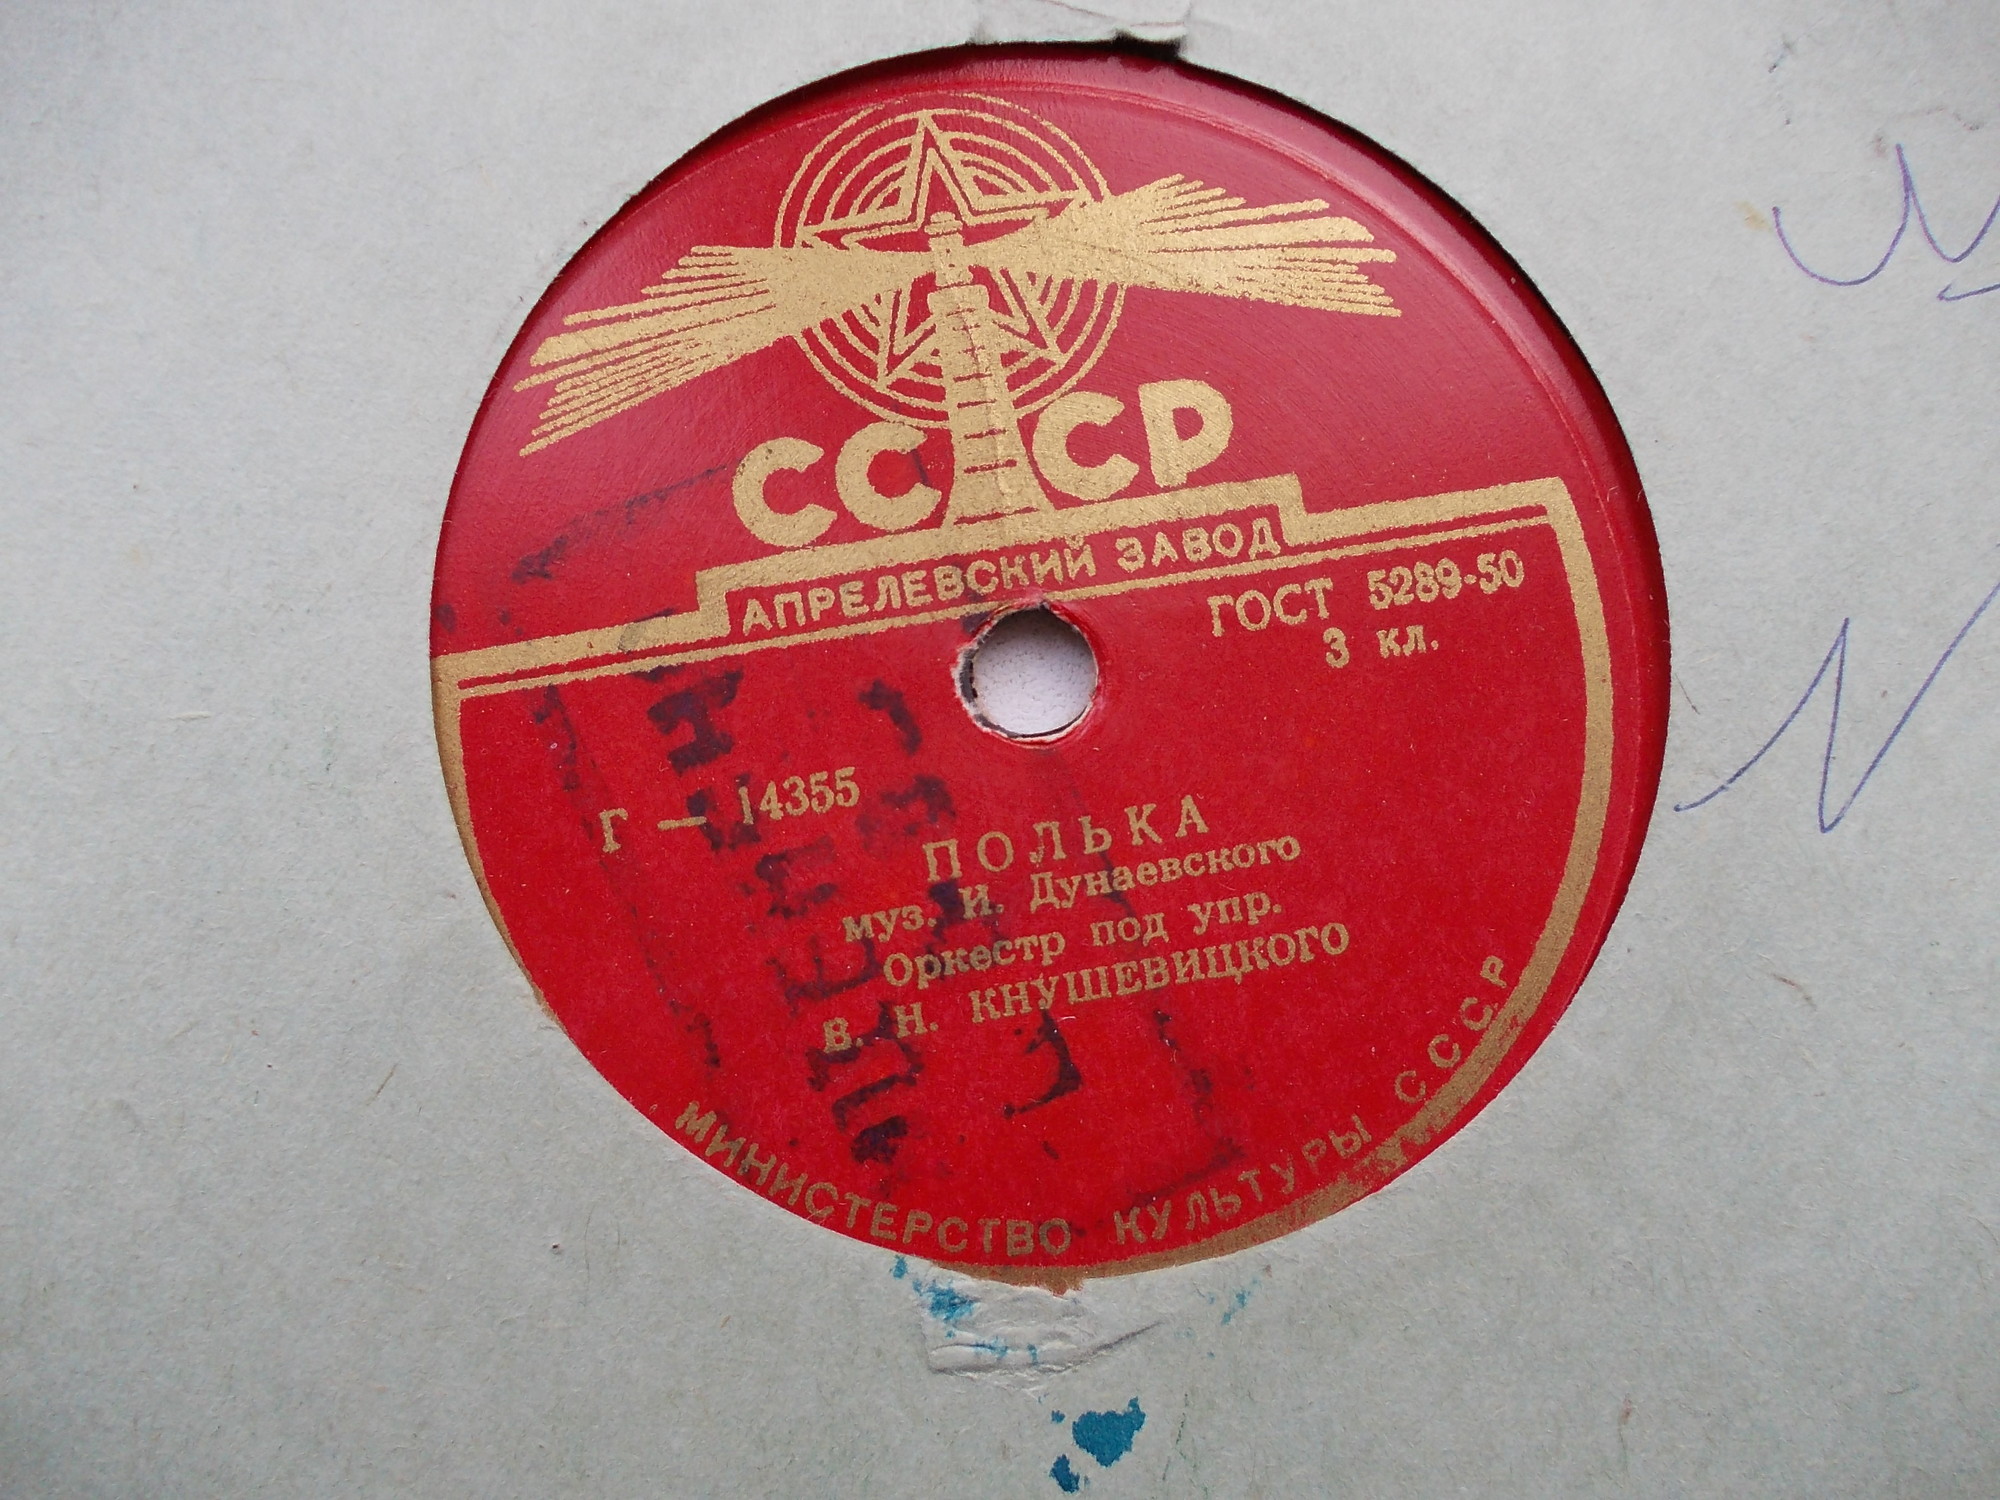 СССР
АПРЕЛЕВСКИЙ ЗАВОД
ГОСТ 5289-50
3 кл.
Г — 14355
ПОЛЬКА
муз. И. Дунаевского
Оркестр под упр.
В. Н. КНУШЕВИЦКОГО
МИНИСТЕРСТВО КУЛЬТУРЫ СССР